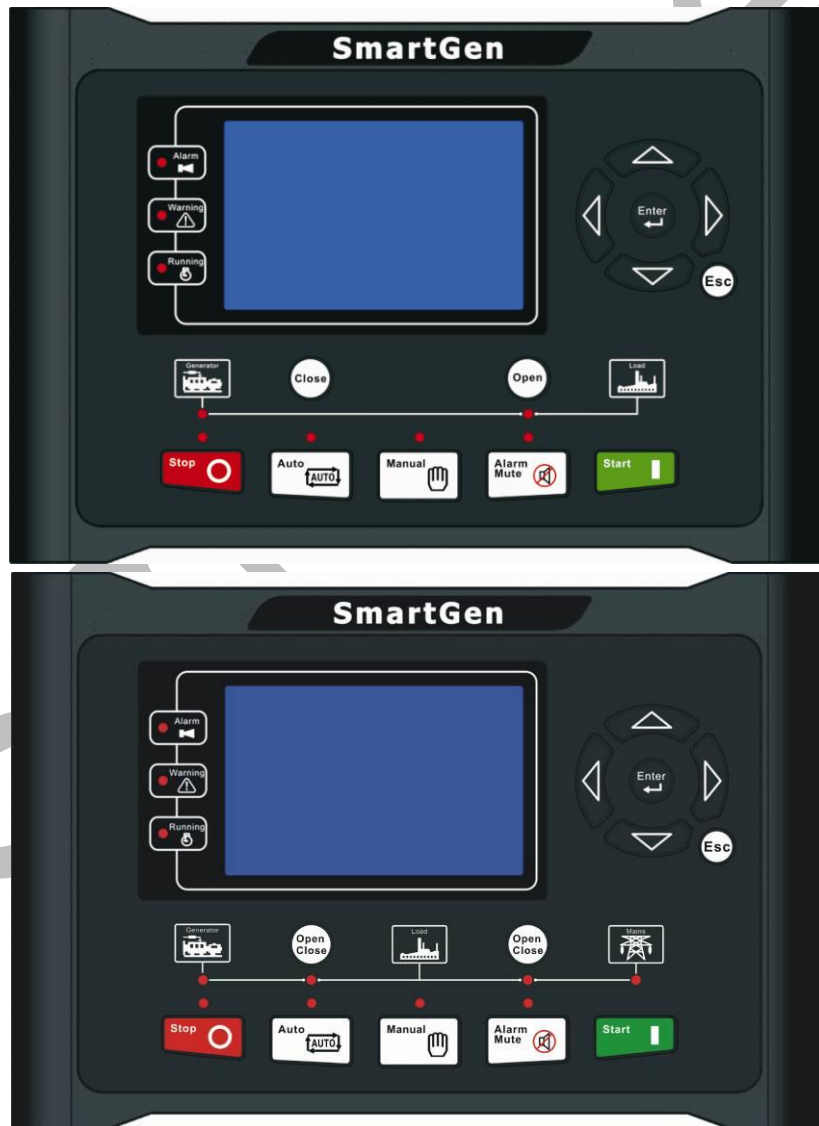 SmartGen
Alarm
Warning
Running
Enter
Esc
Generator
Close
Open
Load
Stop
Auto
AUTO
Manual
Alarm
Mute
Start
SmartGen
Alarm
Warning
Running
Enter
Esc
Generator
Open
Close
Load
Open
Close
Mains
Stop
Auto
AUTO
Manual
Alarm
Mute
Start